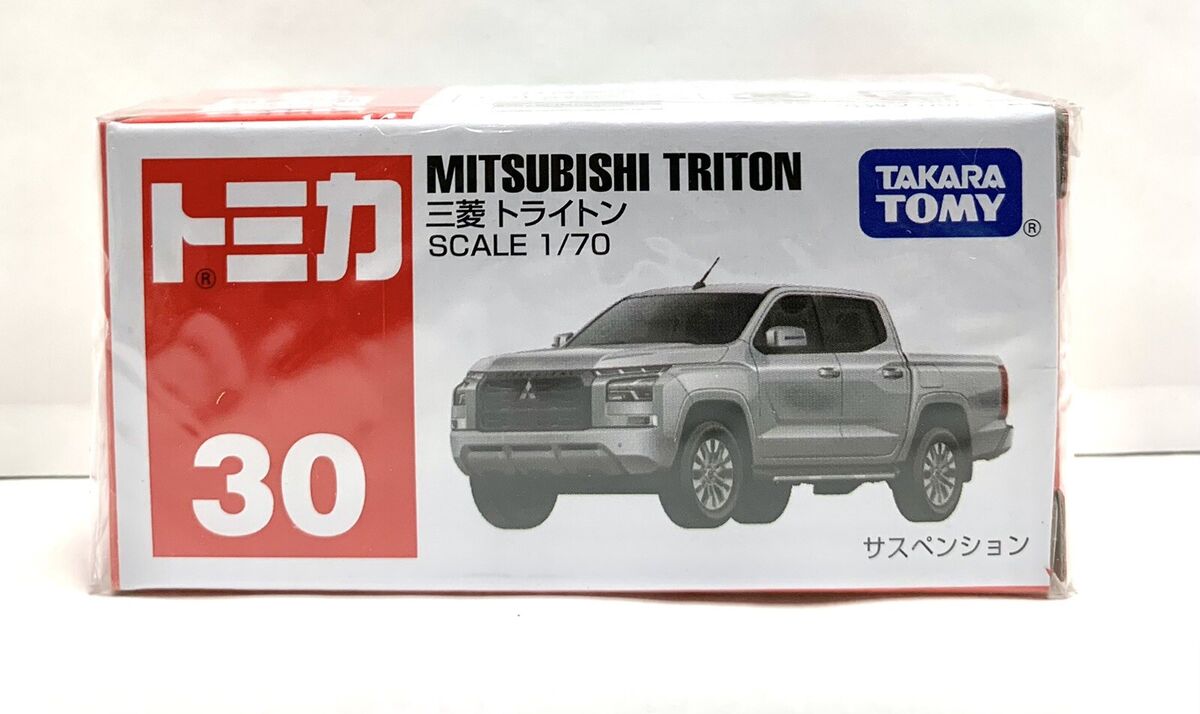 トミカ
®
30
MITSUBISHI TRITON
三菱 トライトン
SCALE 1/70
TAKARA
TOMY
®
サスペンション